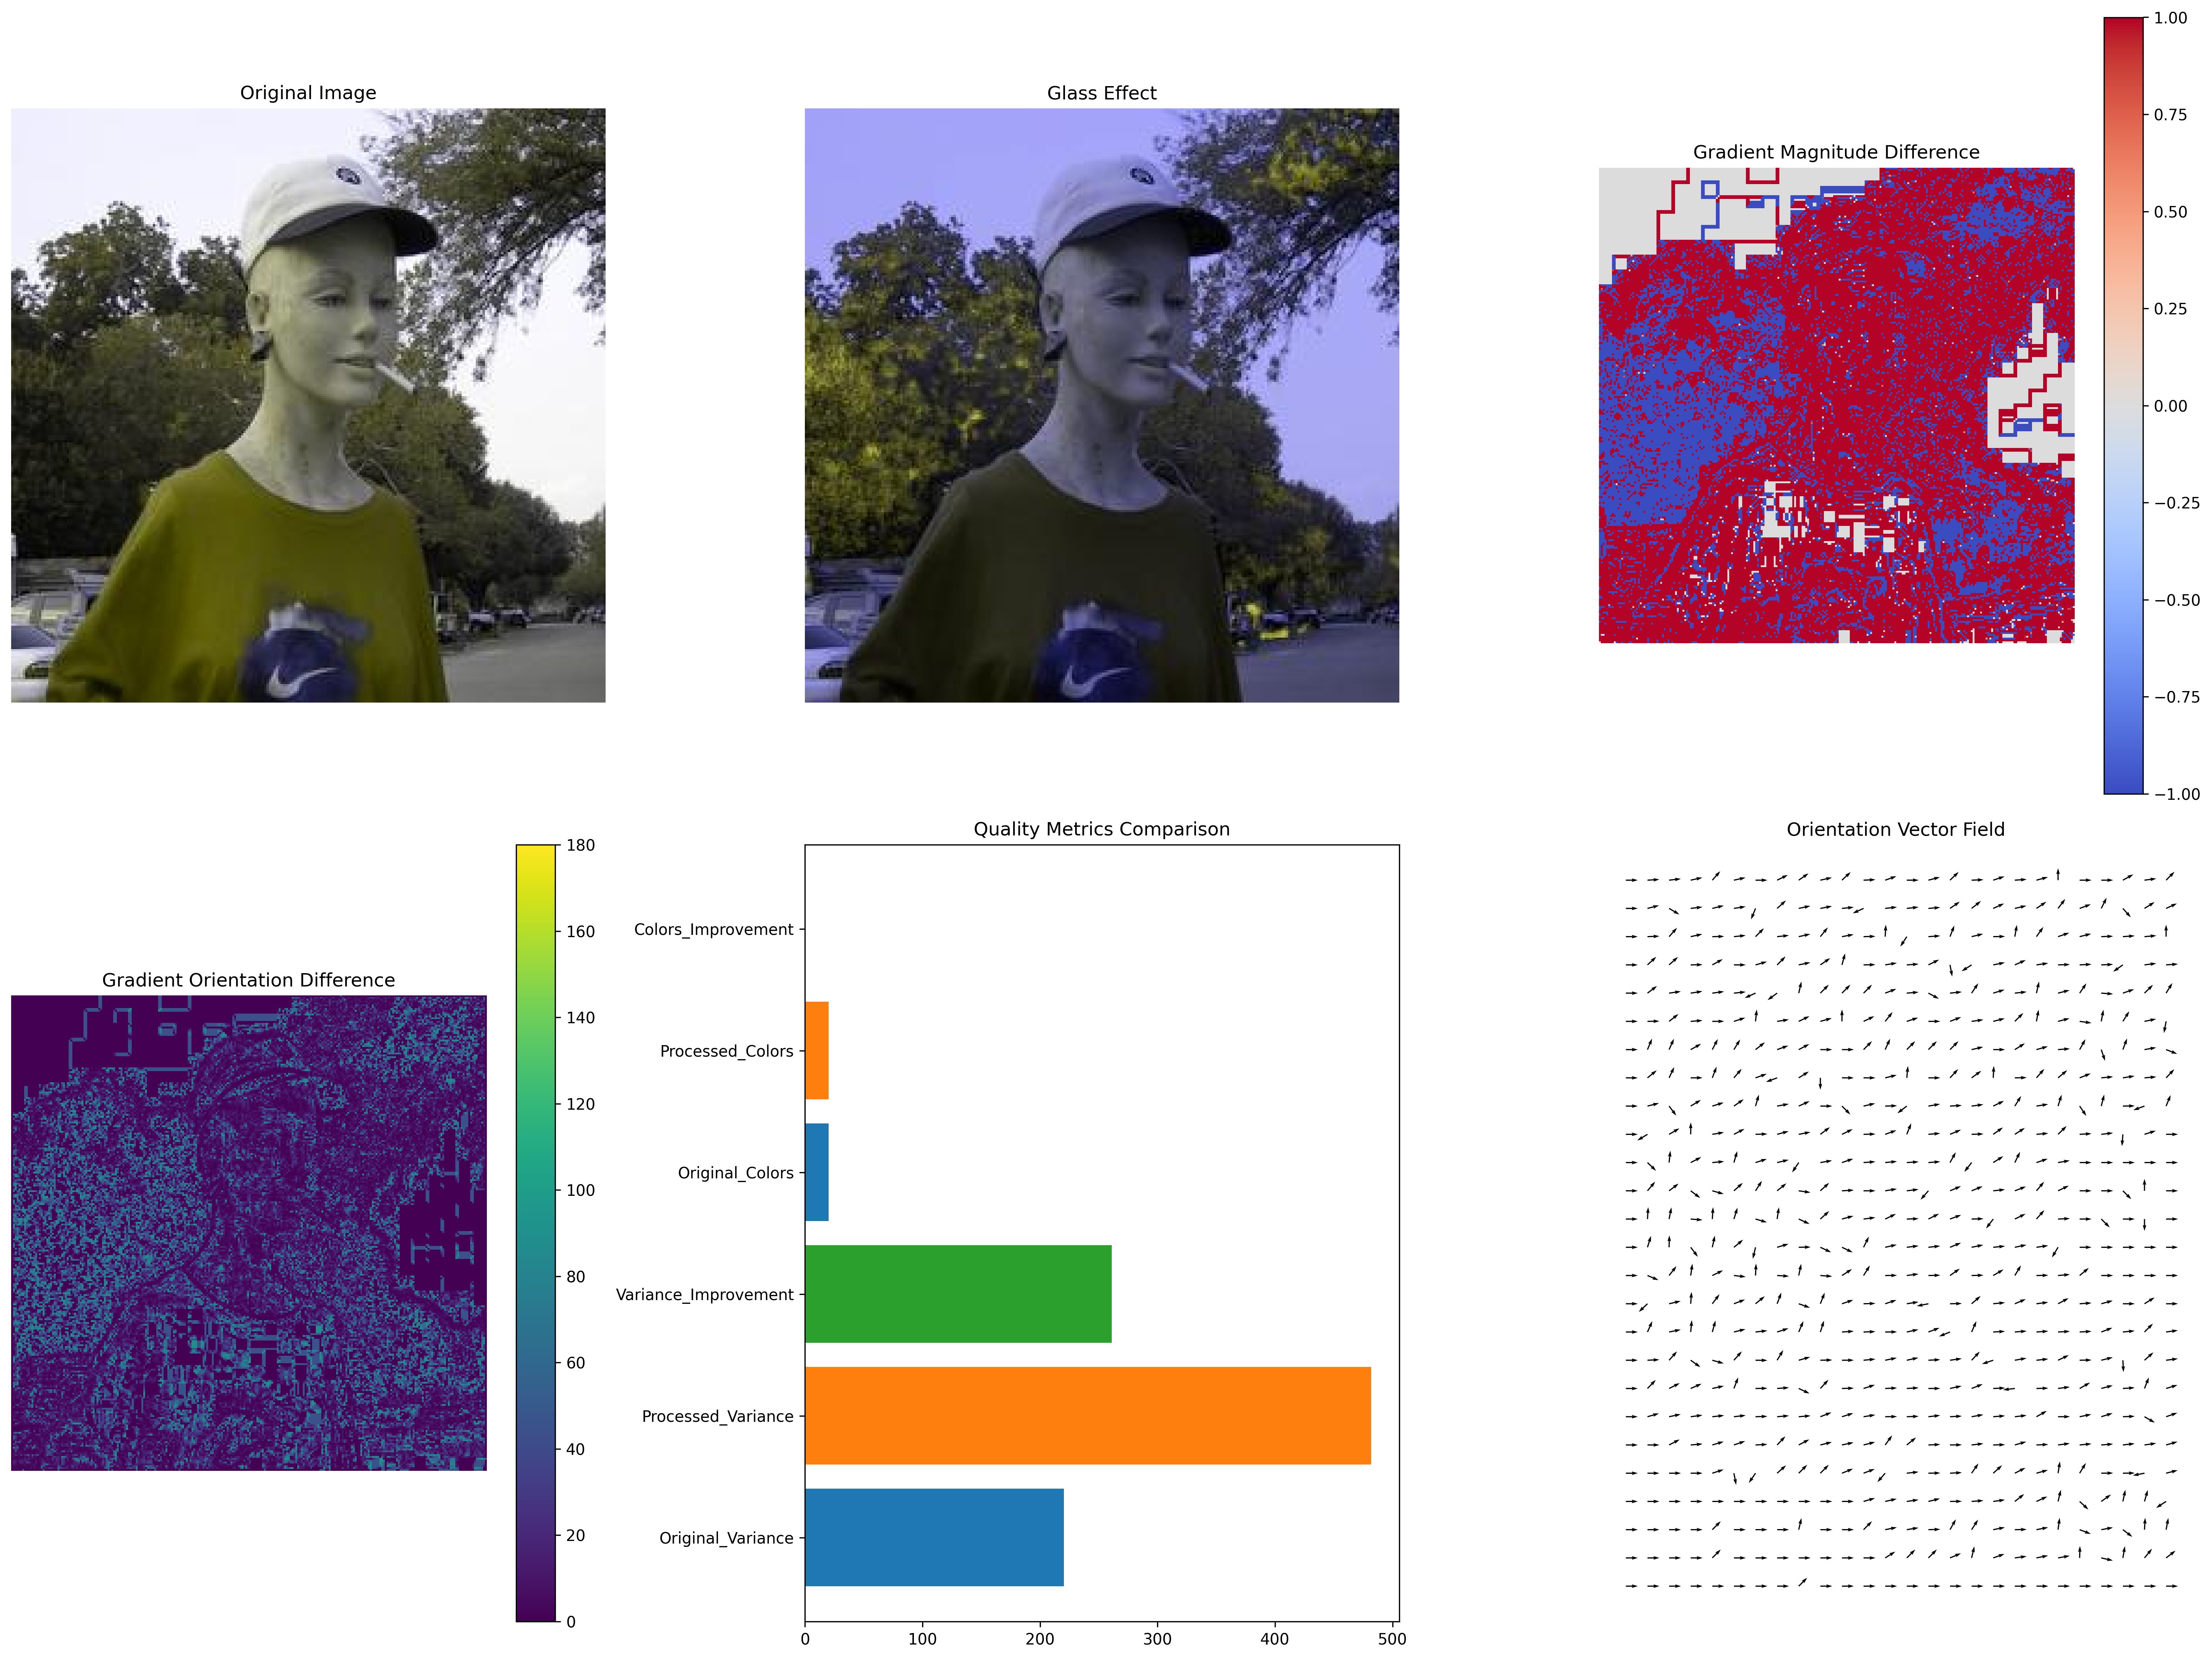 Original Image
Glass Effect
Gradient Magnitude Difference
1.00
0.75
0.50
0.25
0.00
−0.25
−0.50
−0.75
−1.00
Gradient Orientation Difference
180
160
140
120
100
80
60
40
20
0
Quality Metrics Comparison
Colors_Improvement
Processed_Colors
Original_Colors
Variance_Improvement
Processed_Variance
Original_Variance
0 100 200 300 400 500
Orientation Vector Field